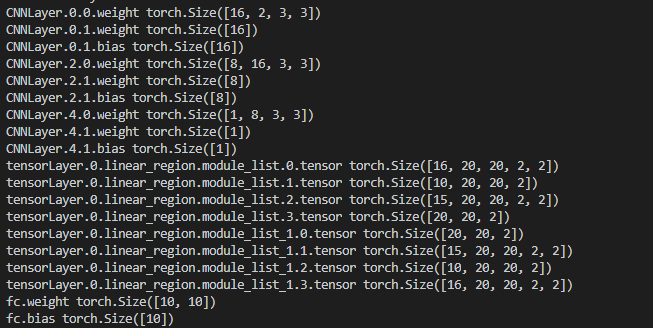 CNNLayer.0.0.weight torch.Size([16, 2, 3, 3])
CNNLayer.0.1.weight torch.Size([16])
CNNLayer.0.1.bias torch.Size([16])
CNNLayer.2.0.weight torch.Size([8, 16, 3, 3])
CNNLayer.2.1.weight torch.Size([8])
CNNLayer.2.1.bias torch.Size([8])
CNNLayer.4.0.weight torch.Size([1, 8, 3, 3])
CNNLayer.4.1.weight torch.Size([1])
CNNLayer.4.1.bias torch.Size([1])
tensorLayer.0.linear_region.module_list.0.tensor torch.Size([16, 20, 20, 2, 2])
tensorLayer.0.linear_region.module_list.1.tensor torch.Size([10, 20, 20, 2])
tensorLayer.0.linear_region.module_list.2.tensor torch.Size([15, 20, 20, 2, 2])
tensorLayer.0.linear_region.module_list.3.tensor torch.Size([20, 20, 2])
tensorLayer.0.linear_region.module_list_1.0.tensor torch.Size([20, 20, 2])
tensorLayer.0.linear_region.module_list_1.1.tensor torch.Size([15, 20, 20, 2, 2])
tensorLayer.0.linear_region.module_list_1.2.tensor torch.Size([10, 20, 20, 2])
tensorLayer.0.linear_region.module_list_1.3.tensor torch.Size([16, 20, 20, 2, 2])
fc.weight torch.Size([10, 10])
fc.bias torch.Size([10])